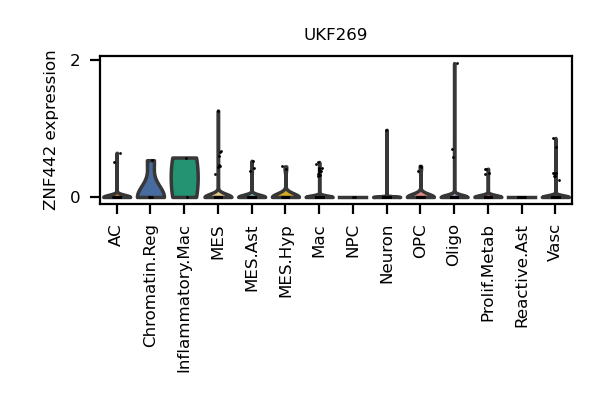 UKF269
ZNF442 expression
2
0
AC
Chromatin.Reg
Inflammatory.Mac
MES
MES.Ast
MES.Hyp
Mac
NPC
Neuron
OPC
Oligo
Prolif.Metab
Reactive.Ast
Vasc